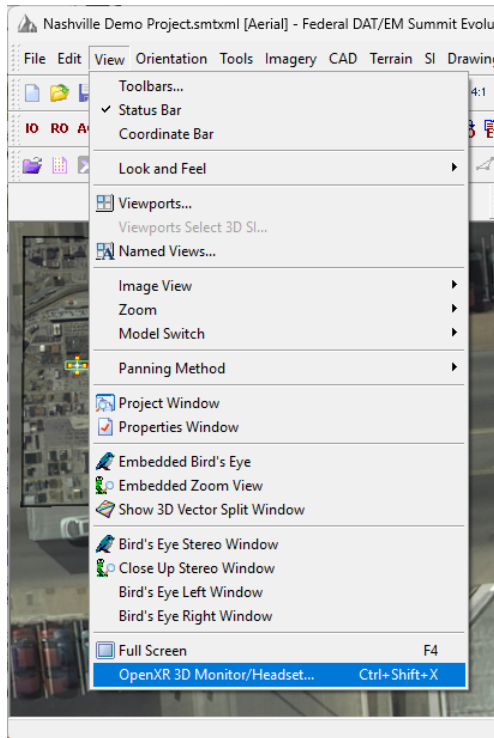 Nashville Demo Project.smtxml [Aerial] - Federal DAT/EM Summit Evolu
File Edit View Orientation Tools Imagery CAD Terrain SI Drawing
4:1
IO RO
Toolbars...
Status Bar
Coordinate Bar
Look and Feel
Viewports...
Viewports Select 3D SI...
Named Views...
Image View
Zoom
Model Switch
Panning Method
Project Window
Properties Window
Embedded Bird's Eye
Embedded Zoom View
Show 3D Vector Split Window
Bird's Eye Stereo Window
Close Up Stereo Window
Bird's Eye Left Window
Bird's Eye Right Window
Full Screen F4
OpenXR 3D Monitor/Headset... Ctrl+Shift+X